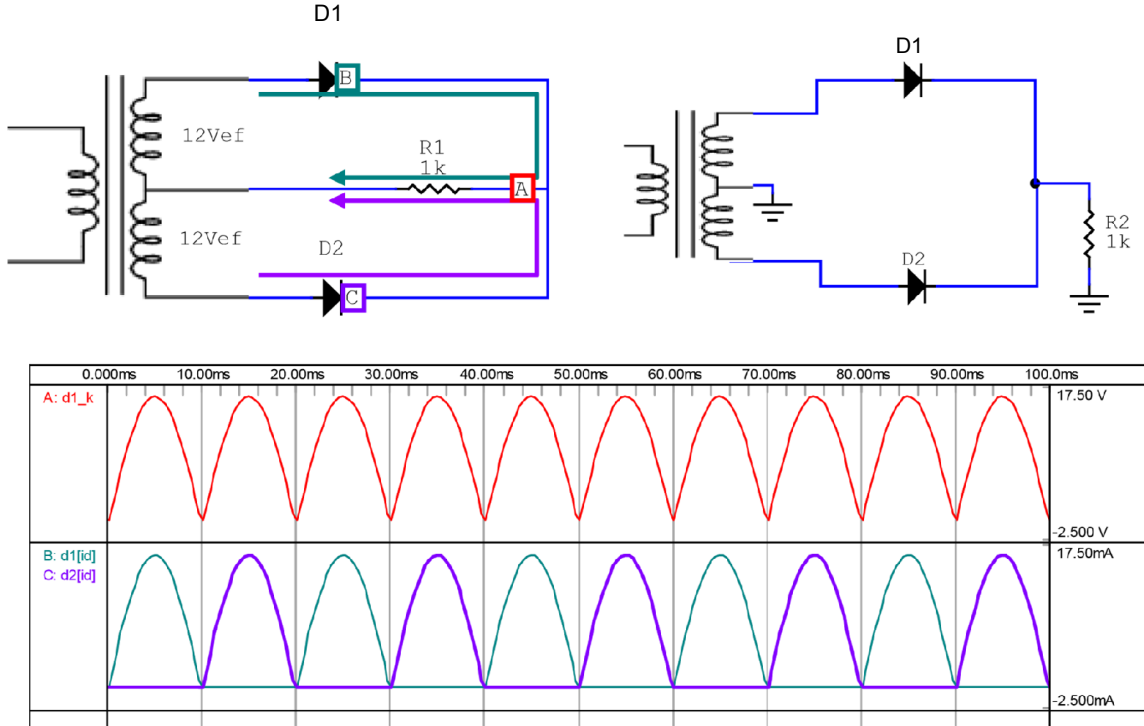 D1
B
12Vef
R1
1k
A
12Vef
D2
C
D1
R2
1k
D2
0.000ms 10.00ms 20.00ms 30.00ms 40.00ms 50.00ms 60.00ms 70.00ms 80.00ms 90.00ms 100.0ms
A: d1_k
17.50 V
-2.500 V
B: d1[id]
C: d2[id]
17.50mA
-2.500mA